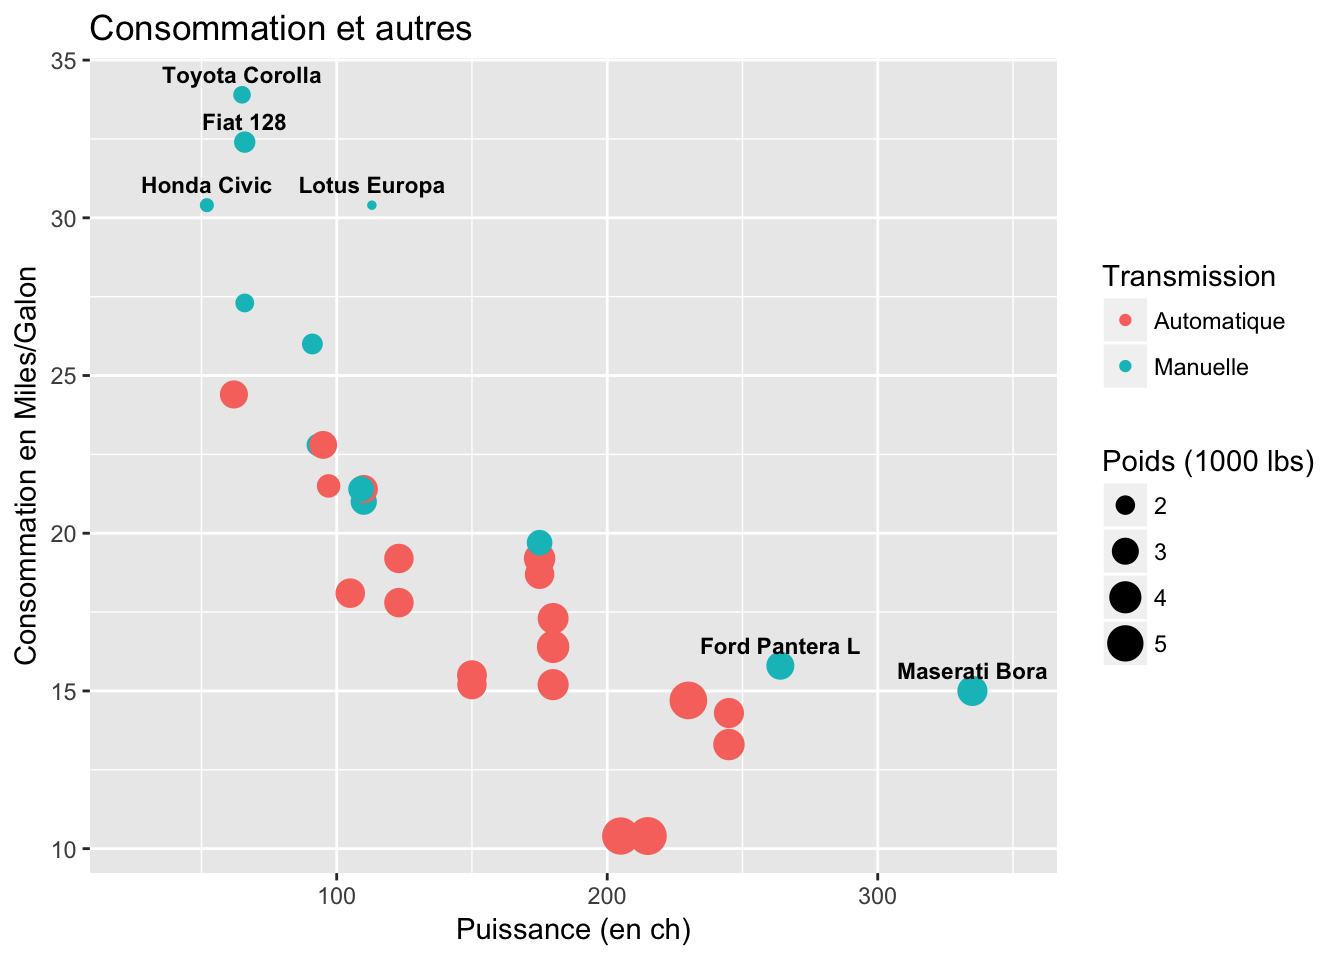 Consommation et autres
35
30
25
20
15
10
Consommation en Miles/Galon
Toyota Corolla
Fiat 128
Honda Civic
Lotus Europa
Ford Pantera L
Maserati Bora
100
200
300
Puissance (en ch)
Transmission
Automatique
Manuelle
Poids (1000 lbs)
2
3
4
5